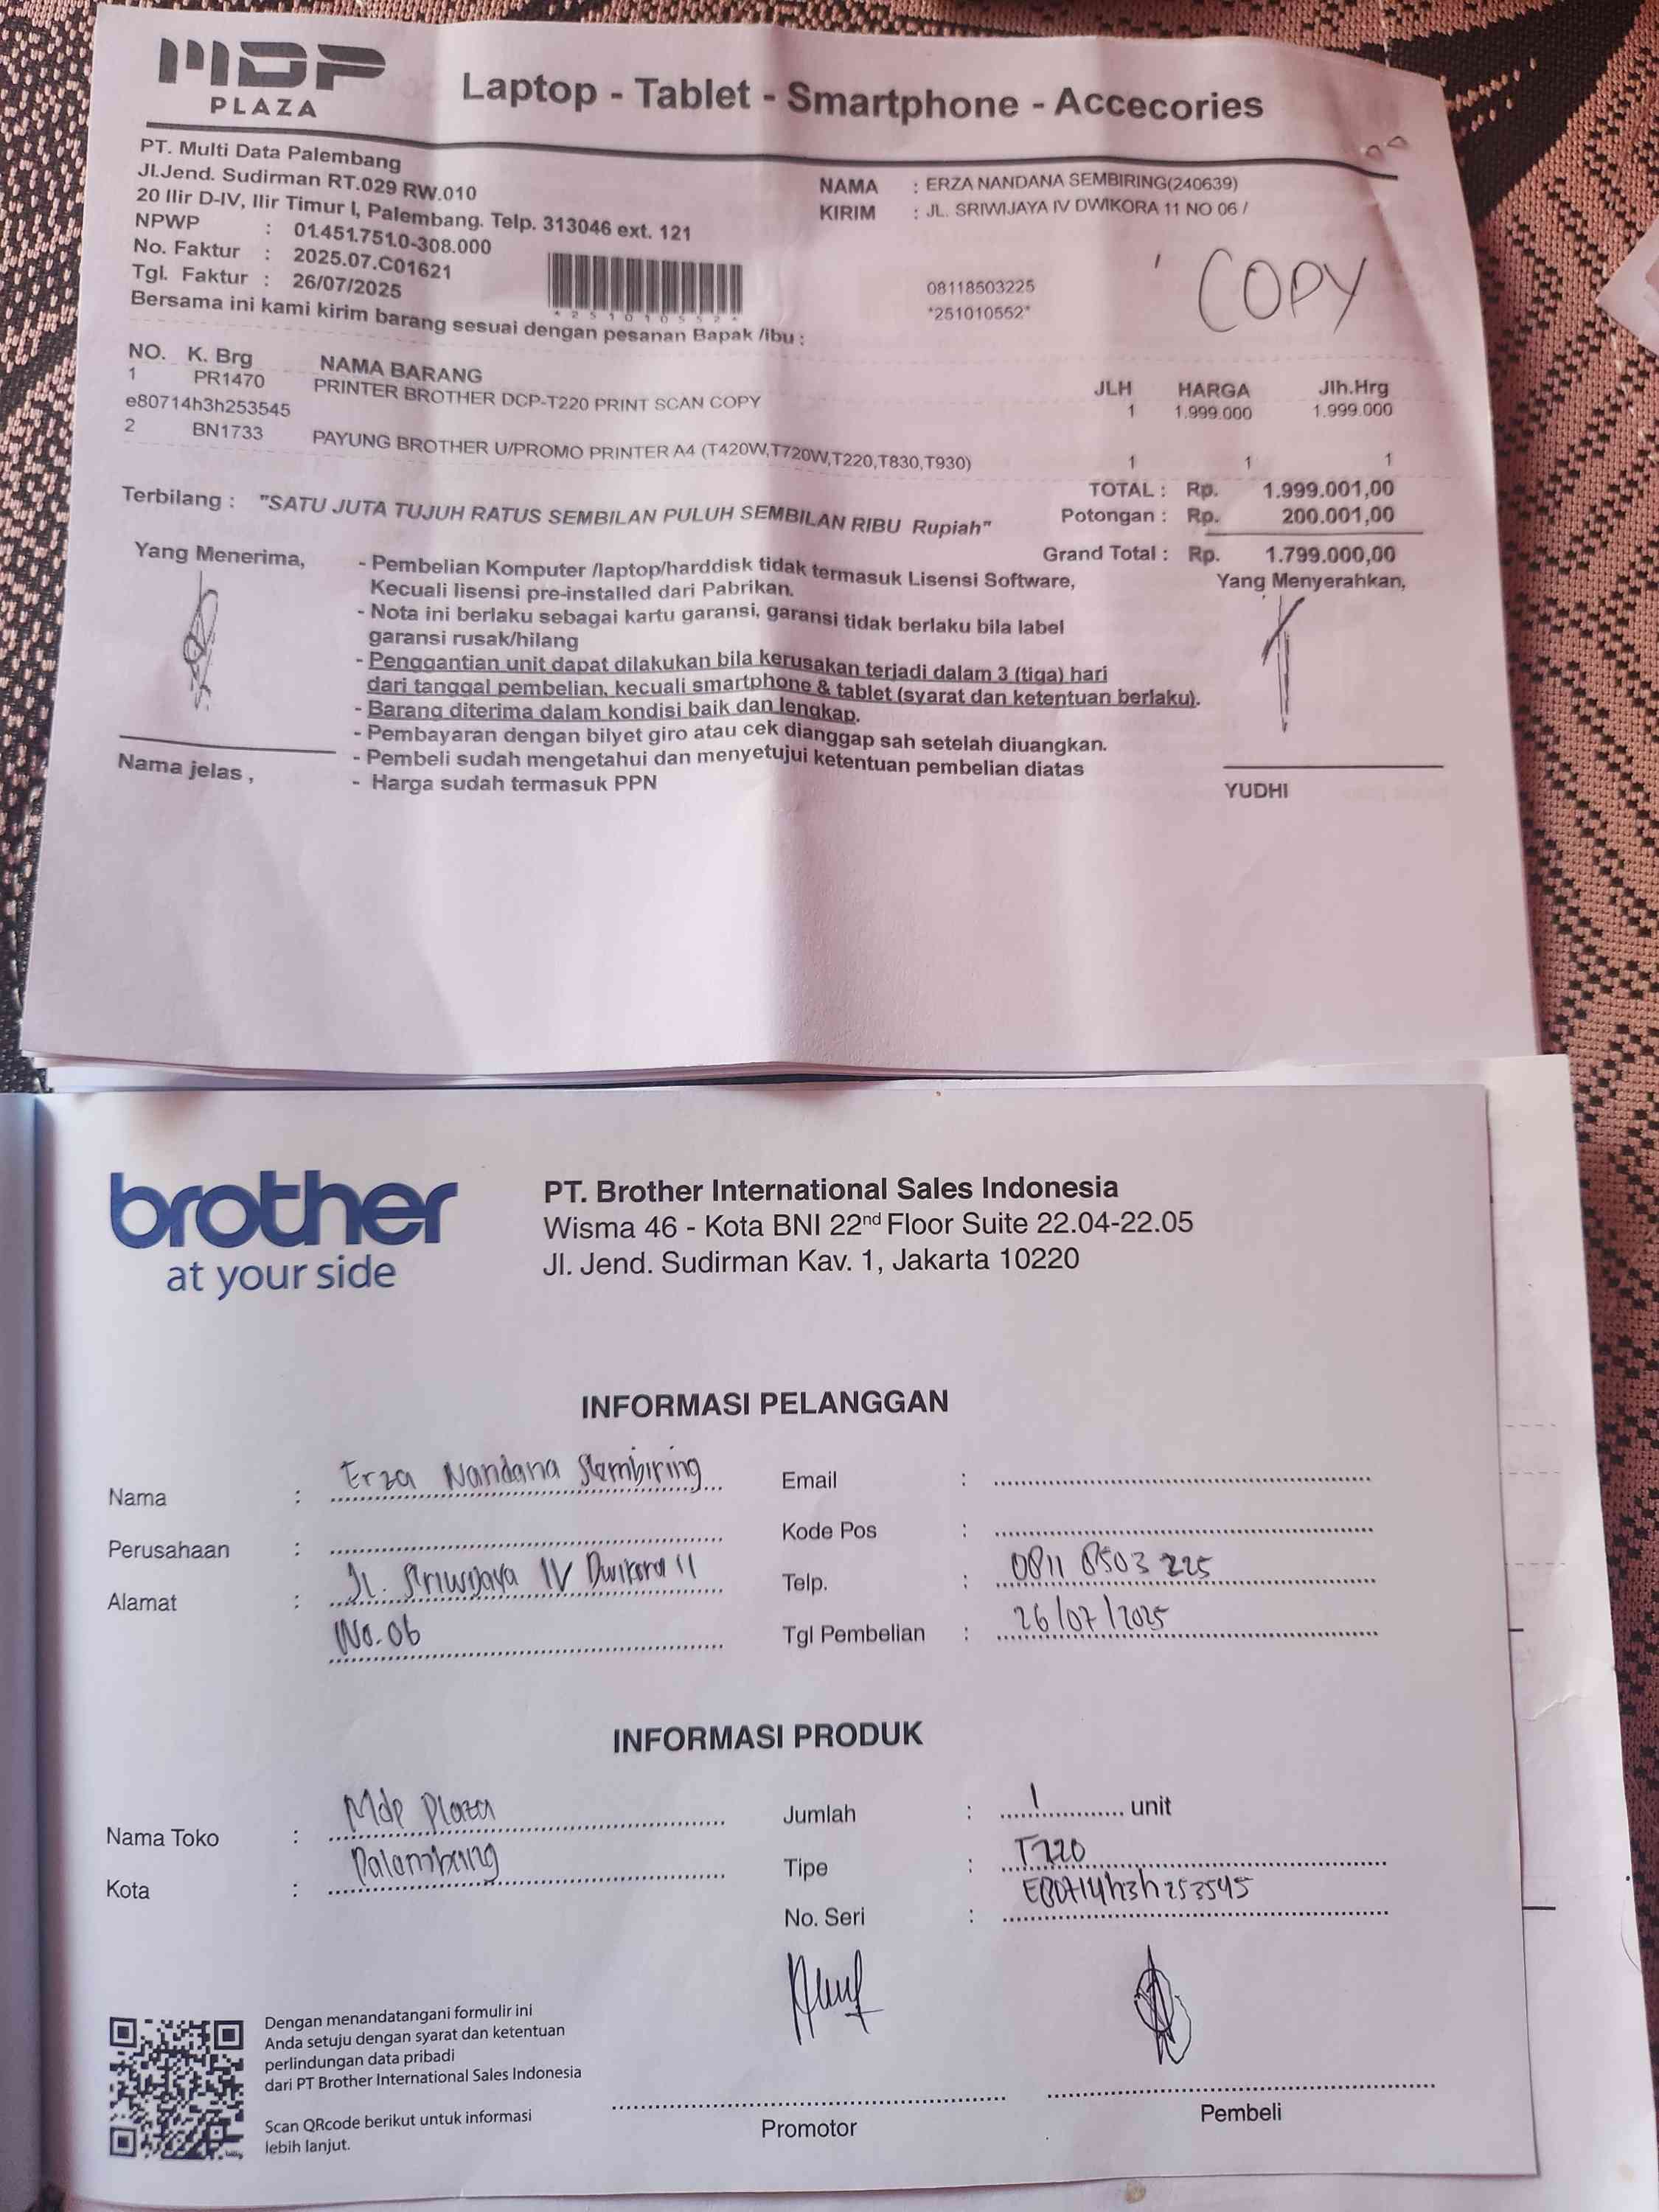 MDP
PLAZA
Laptop - Tablet - Smartphone - Accecories
PT. Multi Data Palembang
Jl.Jend. Sudirman RT.029 RW.010
20 Ilir D-IV, Ilir Timur I, Palembang. Telp. 313046 ext. 121
NPWP : 01.451.751.0-308.000
No. Faktur : 2025.07.C01621
Tgl. Faktur : 26/07/2025
NAMA : ERZA NANDANA SEMBIRING(240639)
KIRIM : JL. SRIWIJAYA IV DWIKORA 11 NO 06 /
08118503225
*251010552*
COPY
*251010552*
Bersama ini kami kirim barang sesuai dengan pesanan Bapak /ibu :
NO. K. Brg NAMA BARANG JLH HARGA Jlh.Hrg
1 PR1470 PRINTER BROTHER DCP-T220 PRINT SCAN COPY 1 1.999.000 1.999.000
e80714h3h253545
2 BN1733 PAYUNG BROTHER U/PROMO PRINTER A4 (T420W,T720W,T220,T830,T930) 1 1 1
TOTAL : Rp. 1.999.001,00
Terbilang : "SATU JUTA TUJUH RATUS SEMBILAN PULUH SEMBILAN RIBU Rupiah" Potongan : Rp. 200.001,00
Grand Total : Rp. 1.799.000,00
Yang Menerima,
Yang Menyerahkan,
- Pembelian Komputer /laptop/harddisk tidak termasuk Lisensi Software,
Kecuali lisensi pre-installed dari Pabrikan.
- Nota ini berlaku sebagai kartu garansi, garansi tidak berlaku bila label
garansi rusak/hilang
- Penggantian unit dapat dilakukan bila kerusakan terjadi dalam 3 (tiga) hari
dari tanggal pembelian, kecuali smartphone & tablet (syarat dan ketentuan berlaku).
- Barang diterima dalam kondisi baik dan lengkap.
- Pembayaran dengan bilyet giro atau cek dianggap sah setelah diuangkan.
- Pembeli sudah mengetahui dan menyetujui ketentuan pembelian diatas
- Harga sudah termasuk PPN
Nama jelas ,
YUDHI
brother
at your side
PT. Brother International Sales Indonesia
Wisma 46 - Kota BNI 22nd Floor Suite 22.04-22.05
Jl. Jend. Sudirman Kav. 1, Jakarta 10220
INFORMASI PELANGGAN
Nama : Erza Nandana Sembiring
Perusahaan :
Alamat : Jl. Sriwijaya IV Dwikora 11
No. 06
Email :
Kode Pos :
Telp. : 0811 8503 225
Tgl Pembelian : 26/07/2025
INFORMASI PRODUK
Nama Toko : Mdp Plaza
Kota : Palembang
Jumlah : 1 unit
Tipe : T220
No. Seri : E80714h3h253545
Dengan menandatangani formulir ini
Anda setuju dengan syarat dan ketentuan
perlindungan data pribadi
dari PT Brother International Sales Indonesia
Scan QRcode berikut untuk informasi
lebih lanjut.
Promotor
Pembeli